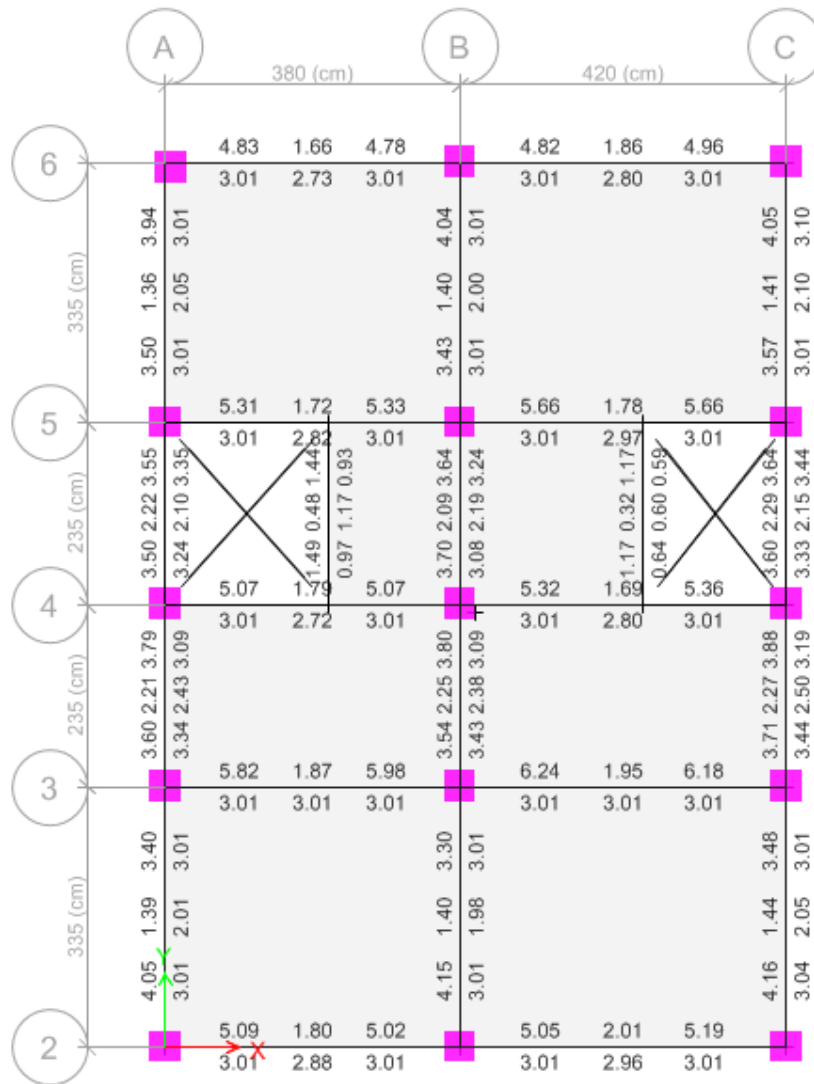 A B C
380 (cm) 420 (cm)
6
4.83 1.66 4.78 4.82 1.86 4.96
3.01 2.73 3.01 3.01 2.80 3.01
335 (cm)
3.50 1.36 3.94
3.01 2.05 3.01
3.43 1.40 4.04
3.01 2.00 3.01
3.57 1.41 4.05
3.01 2.10 3.10
5
5.31 1.72 5.33 5.66 1.78 5.66
3.01 2.82 3.01 3.01 2.97 3.01
235 (cm)
3.50 2.22 3.55
3.24 2.10 3.35
1.49 0.48 1.44
0.97 1.17 0.93
3.70 2.09 3.64
3.08 2.19 3.24
1.17 0.32 1.17
0.64 0.60 0.59
3.60 2.29 3.64
3.33 2.15 3.44
4
5.07 1.79 5.07 5.32 1.69 5.36
3.01 2.72 3.01 3.01 2.80 3.01
235 (cm)
3.60 2.21 3.79
3.34 2.43 3.09
3.54 2.25 3.80
3.43 2.38 3.09
3.71 2.27 3.88
3.44 2.50 3.19
3
5.82 1.87 5.98 6.24 1.95 6.18
3.01 3.01 3.01 3.01 3.01 3.01
335 (cm)
4.05 1.39 3.40
3.01 2.01 3.01
4.15 1.40 3.30
3.01 1.98 3.01
4.16 1.44 3.48
3.04 2.05 3.01
Y
2
5.09 1.80 5.02 5.05 2.01 5.19
X
3.01 2.88 3.01 3.01 2.96 3.01